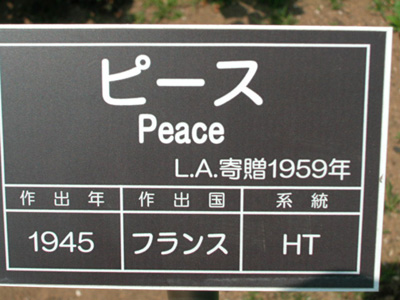 ピース
Peace
L.A.寄贈1959年
作出年 作出国 系統
1945 フランス HT